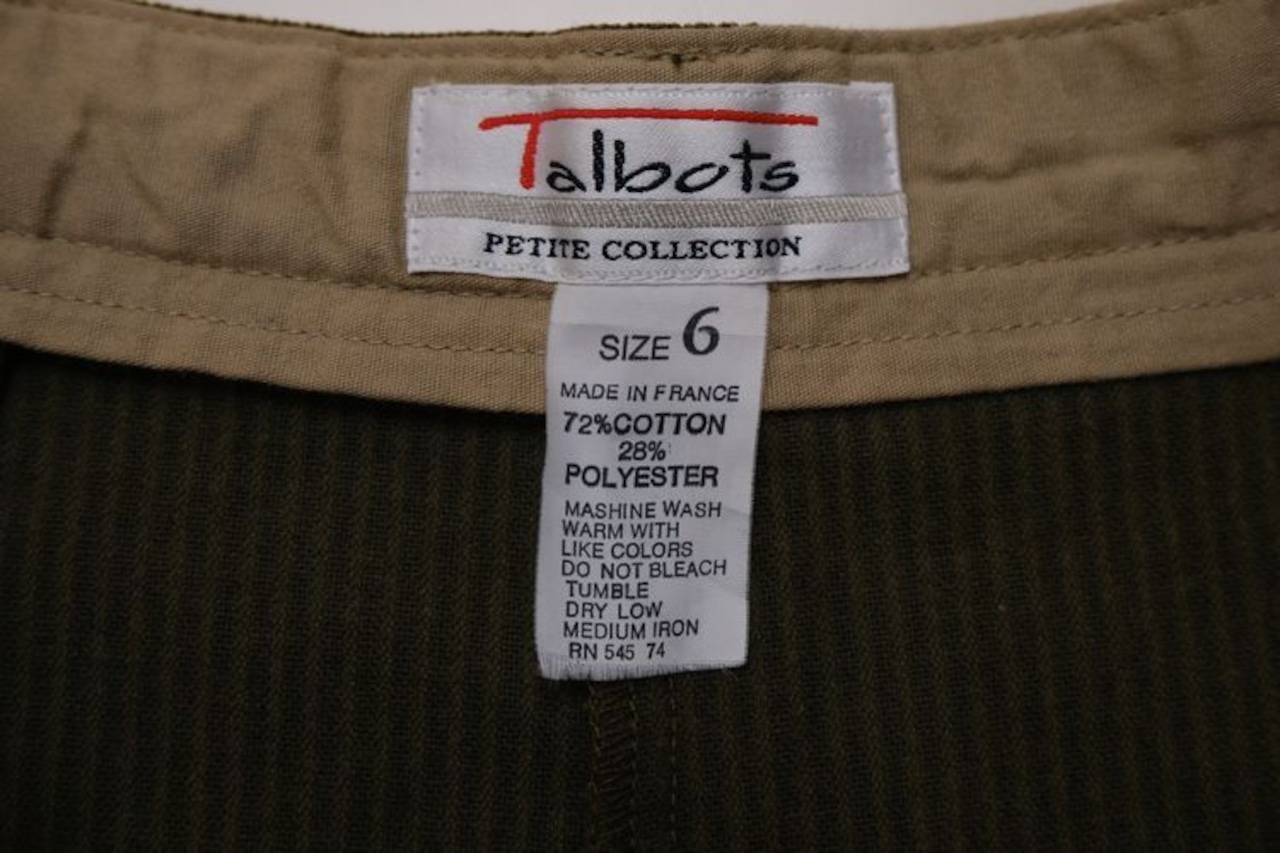 Talbots
PETITE COLLECTION
SIZE 6
MADE IN FRANCE
72%COTTON
28%
POLYESTER
MASHINE WASH
WARM WITH
LIKE COLORS
DO NOT BLEACH
TUMBLE
DRY LOW
MEDIUM IRON
RN 545 74